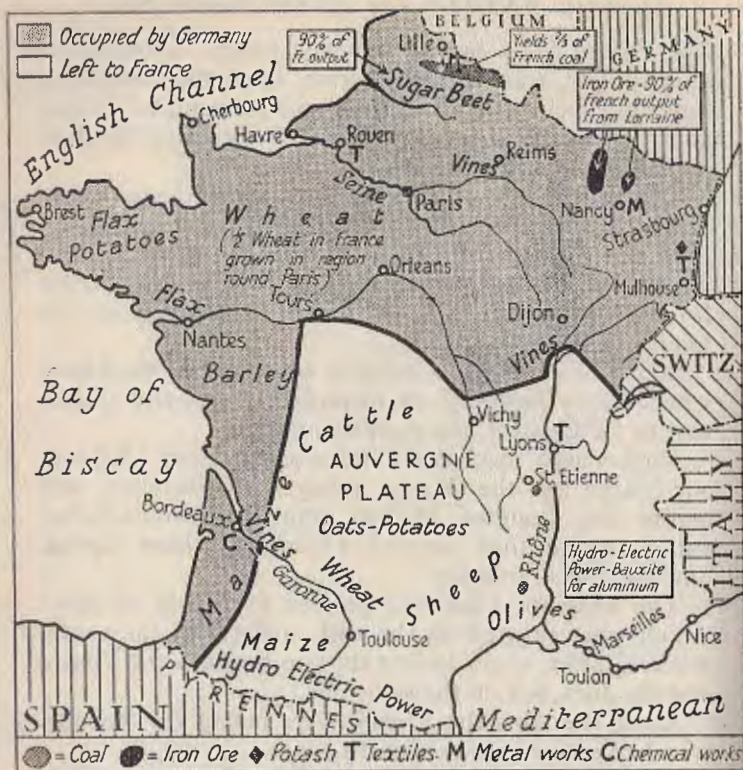 Occupied by Germany
Left to France
BELGIUM
90% of
Fr. output
Lille
Yields ⅔ of
French coal
GERMANY
Sugar Beet
Iron Ore - 90% of
French output
from Lorraine
English Channel
Cherbourg
Havre
Rouen
T
Vines
Reims
Seine
Paris
Nancy
M
Strasbourg
Brest
Flax
Potatoes
Wheat
(½ Wheat in France
grown in region
round Paris)
Orleans
T
Mulhouse
Flax
Tours
Dijon
Nantes
Vines
SWITZ.
Barley
Bay of
Biscay
Cattle
Vichy
AUVERGNE
PLATEAU
Lyons
T
St. Etienne
Oats-Potatoes
ITALY
Bordeaux
C
Vines
Garonne
Wheat
Sheep
Rhône
Hydro-Electric
Power-Bauxite
for aluminium
Maize
Olives
Maize
Toulouse
Marseilles
Nice
Toulon
Hydro Electric Power
PYRENNES
SPAIN
Mediterranean
= Coal = Iron Ore = Potash T Textiles. M Metal works C Chemical works